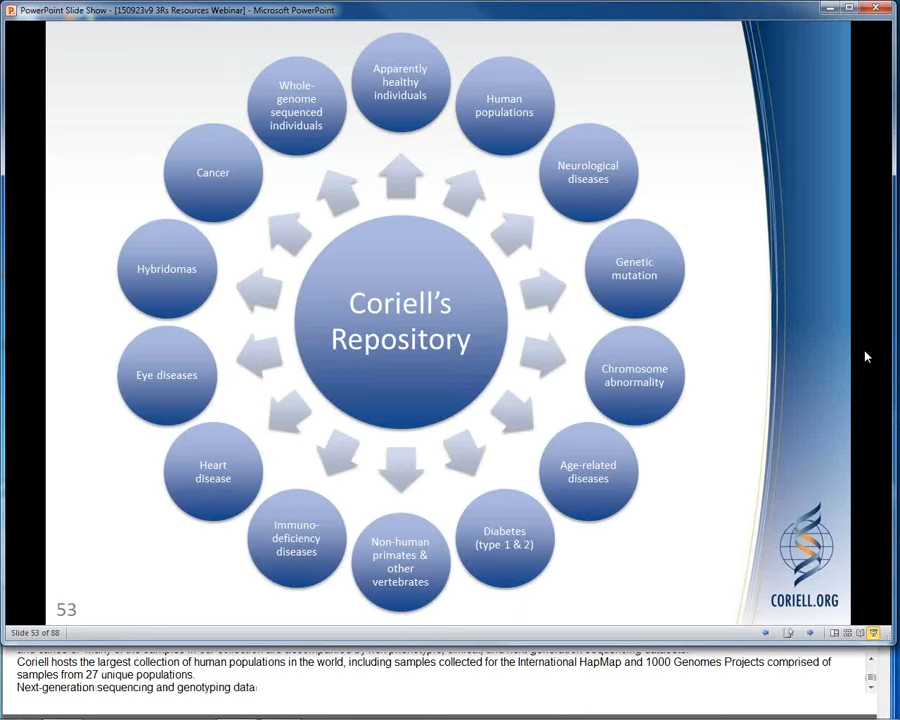 PowerPoint Slide Show - [150923v9 3Rs Resources Webinar] - Microsoft PowerPoint
Apparently
healthy
individuals
Human
populations
Neurological
diseases
Genetic
mutation
Chromosome
abnormality
Age-related
diseases
Diabetes
(type 1 & 2)
Non-human
primates &
other
vertebrates
Immuno-
deficiency
diseases
Heart
disease
Eye diseases
Hybridomas
Cancer
Whole-
genome
sequenced
individuals
Coriell's
Repository
CORIELL.ORG
53
Slide 53 of 88
Coriell hosts the largest collection of human populations in the world, including samples collected for the International HapMap and 1000 Genomes Projects comprised of
samples from 27 unique populations.
Next-generation sequencing and genotyping data